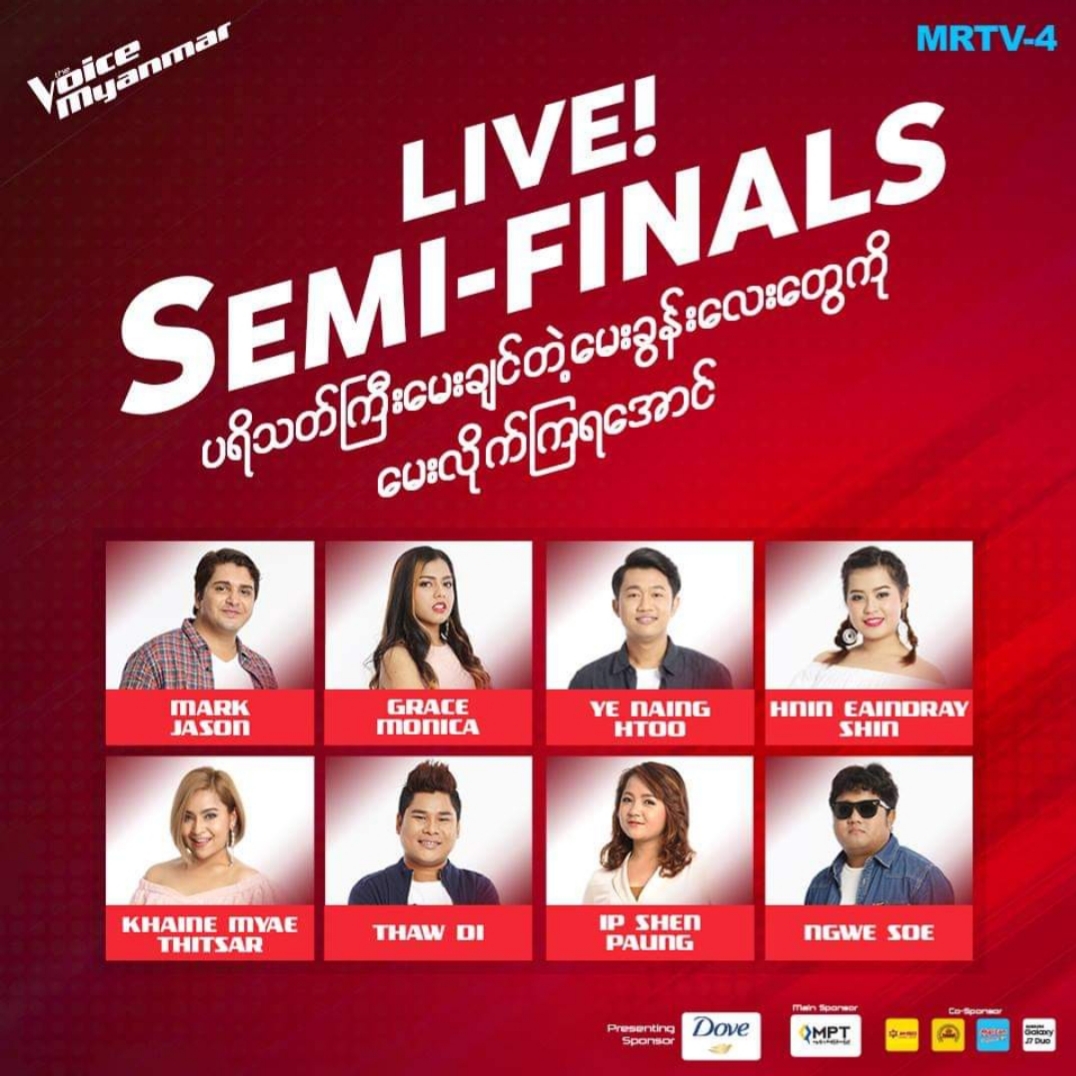 the Voice
Myanmar
MRTV-4
LIVE!
SEMI-FINALS
ပရိသတ်ကြီးမေးချင်တဲ့မေးခွန်းလေးတွေကို
မေးလိုက်ကြရအောင်
MARK
JASON
GRACE
MONICA
YE NAING
HTOO
HNIN EAINDRAY
SHIN
KHAINE MYAE
THITSAR
THAW DI
IP SHEN
PAUNG
NGWE SOE
Presenting
Sponsor
Dove
Main Sponsor
MPT
Co-Sponsor
SAMSUNG
Galaxy
J7 Duo